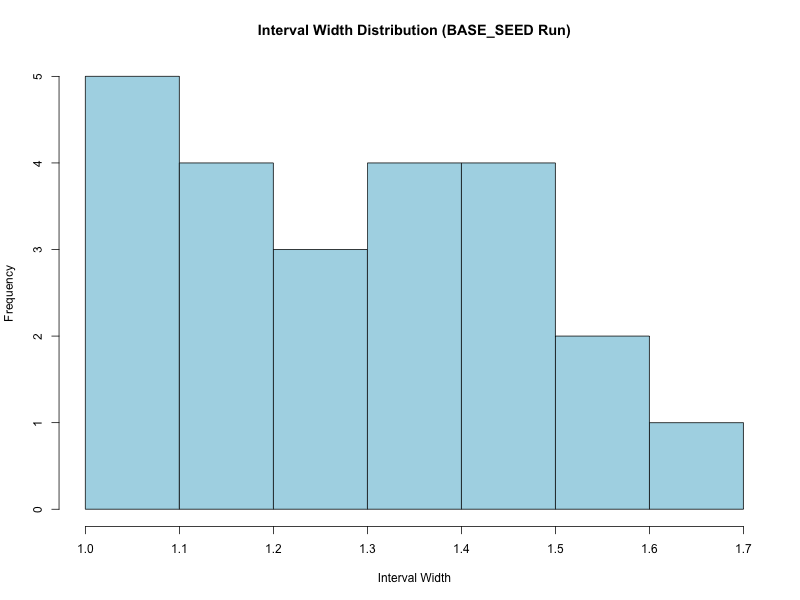 Interval Width Distribution (BASE_SEED Run)
5
4
3
2
1
0
Frequency
1.0 1.1 1.2 1.3 1.4 1.5 1.6 1.7
Interval Width